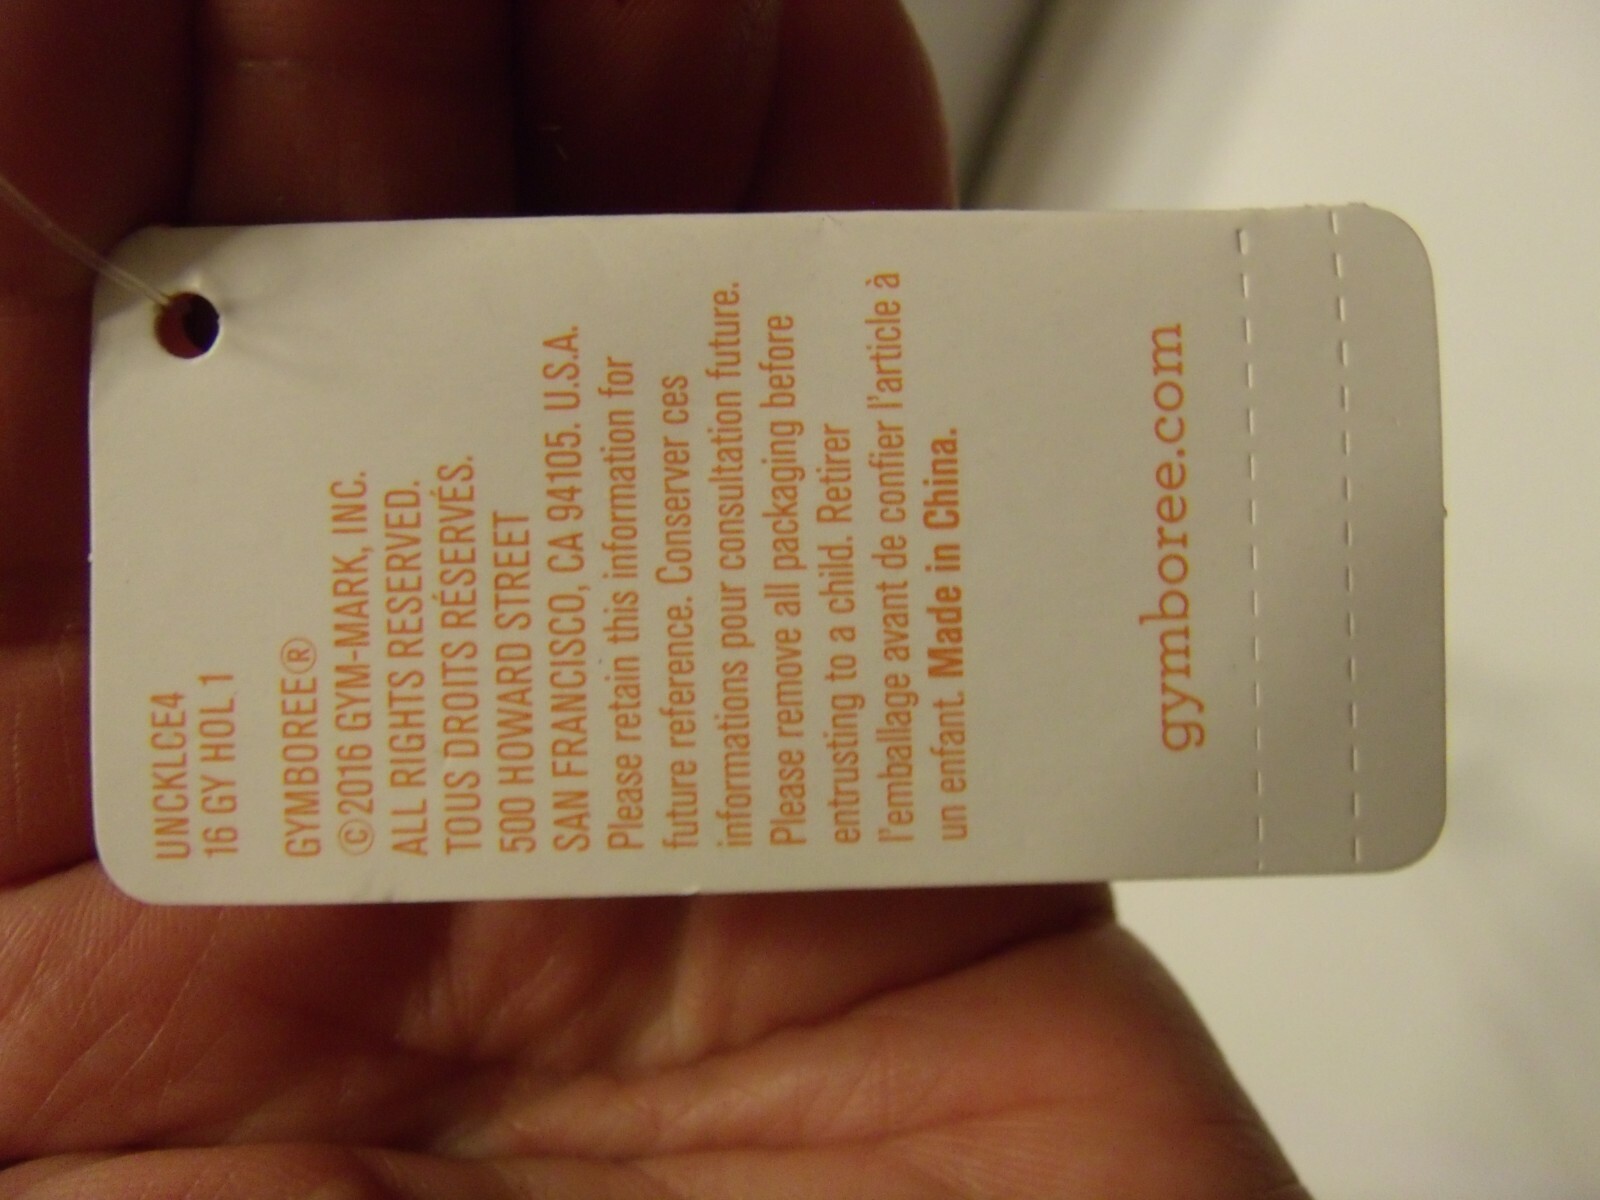 UNCKLCE4
16 GY HOL 1
GYMBOREE®
©2016 GYM-MARK, INC.
ALL RIGHTS RESERVED.
TOUS DROITS RÉSERVÉS.
500 HOWARD STREET
SAN FRANCISCO, CA 94105. U.S.A.
Please retain this information for
future reference. Conserver ces
informations pour consultation future.
Please remove all packaging before
entrusting to a child. Retirer
l'emballage avant de confier l'article à
un enfant. Made in China.
gymboree.com